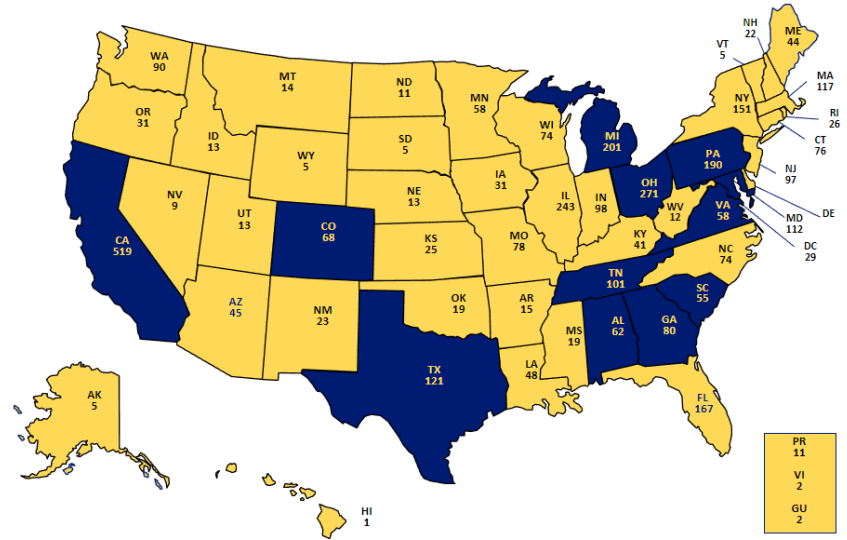 NH
22
ME
44
VT
5
WA
90
MT
14
ND
11
MN
58
MA
117
NY
151
OR
31
ID
13
WI
74
MI
201
RI
26
SD
5
CT
76
PA
190
WY
5
NJ
97
IA
31
OH
271
NE
13
NV
9
IL
243
IN
98
UT
13
WV
12
VA
58
DE
MD
112
CO
68
CA
519
KS
25
MO
78
KY
41
DC
29
NC
74
TN
101
AZ
45
NM
23
OK
19
AR
15
SC
55
MS
19
AL
62
GA
80
TX
121
LA
48
AK
5
FL
167
PR
11
VI
2
GU
2
HI
1